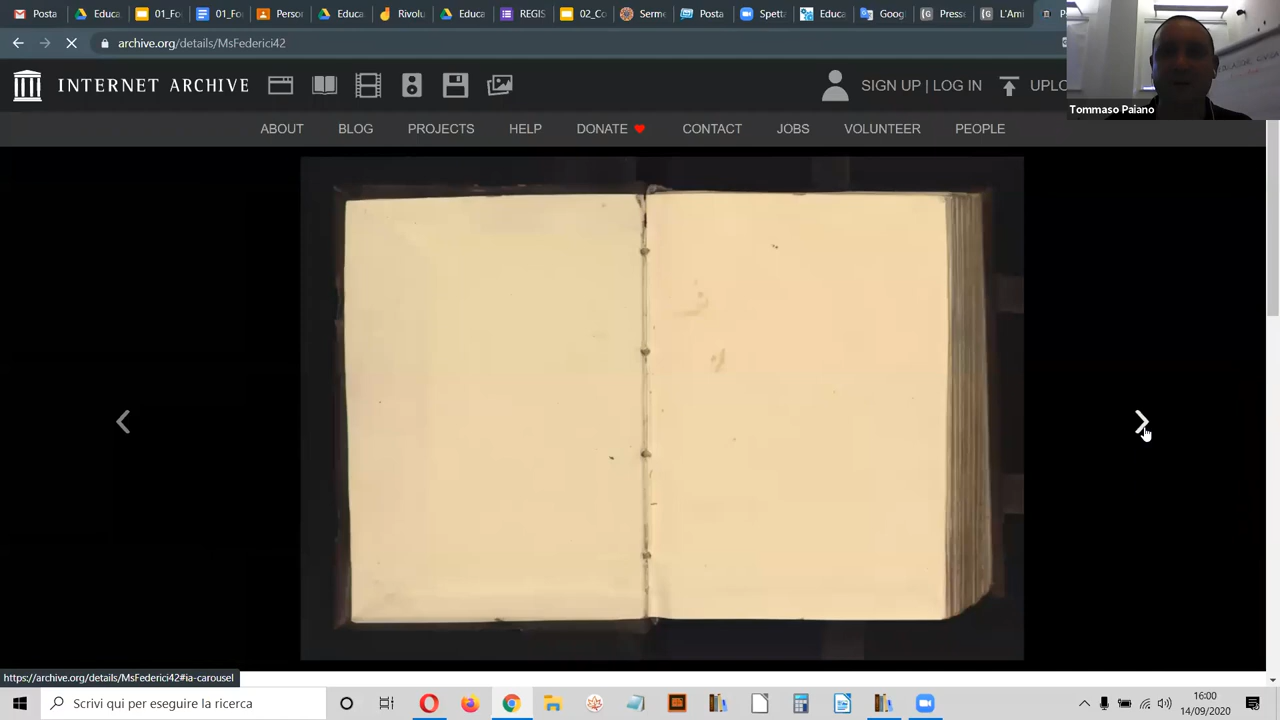 Posta
Educa
01_Fo
01_Fo
Perso
Educa
Rivolu
Educa
REGIS
02_Co
Serme
Posta
Spetta
Educa
Goog
Presc
L'Ami
archive.org/details/MsFederici42
INTERNET ARCHIVE
SIGN UP | LOG IN
UPLO
Tommaso Paiano
ABOUT
BLOG
PROJECTS
HELP
DONATE
CONTACT
JOBS
VOLUNTEER
PEOPLE
https://archive.org/details/MsFederici42#ia-carousel
Scrivi qui per eseguire la ricerca
16:00
14/09/2020